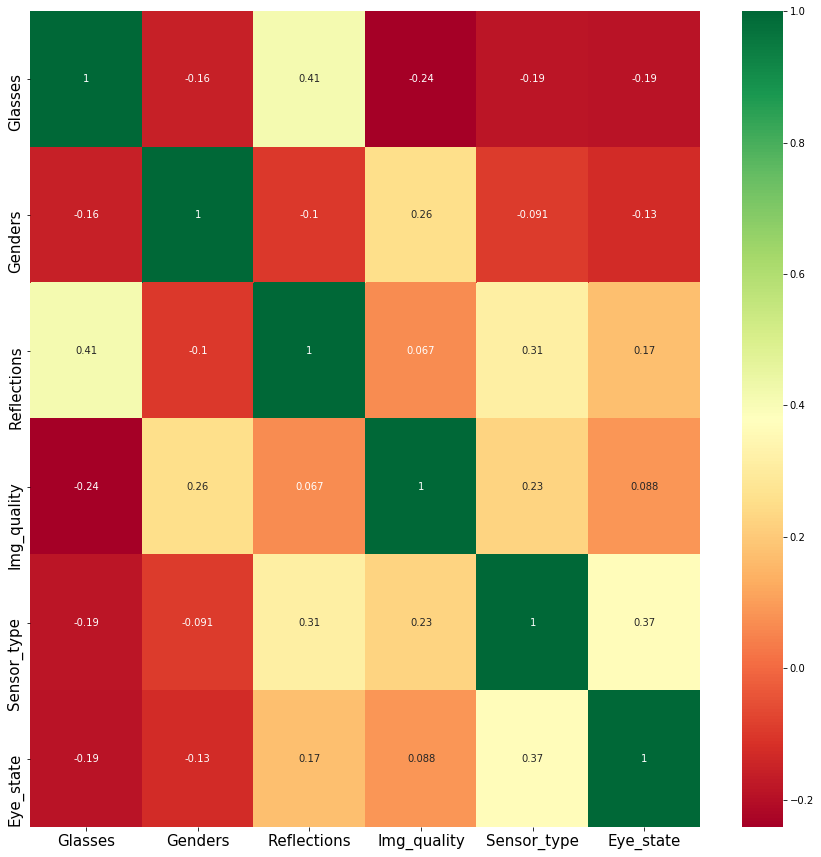 Glasses 1 -0.16 0.41 -0.24 -0.19 -0.19
Genders -0.16 1 -0.1 0.26 -0.091 -0.13
Reflections 0.41 -0.1 1 0.067 0.31 0.17
Img_quality -0.24 0.26 0.067 1 0.23 0.088
Sensor_type -0.19 -0.091 0.31 0.23 1 0.37
Eye_state -0.19 -0.13 0.17 0.088 0.37 1
Glasses Genders Reflections Img_quality Sensor_type Eye_state
1.0
0.8
0.6
0.4
0.2
0.0
−0.2